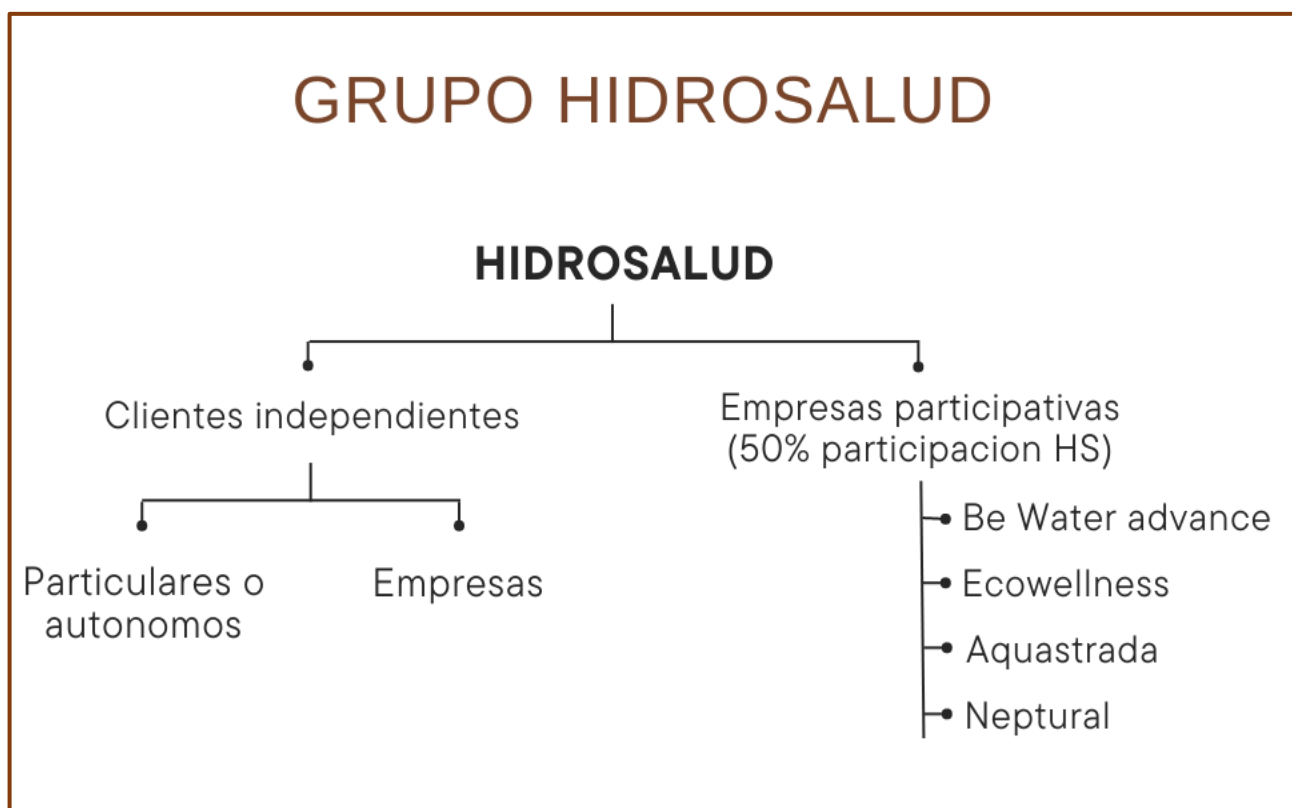 GRUPO HIDROSALUD
HIDROSALUD
Clientes independientes
Particulares o
autonomos
Empresas
Empresas participativas
(50% participacion HS)
Be Water advance
Ecowellness
Aquastrada
Neptural